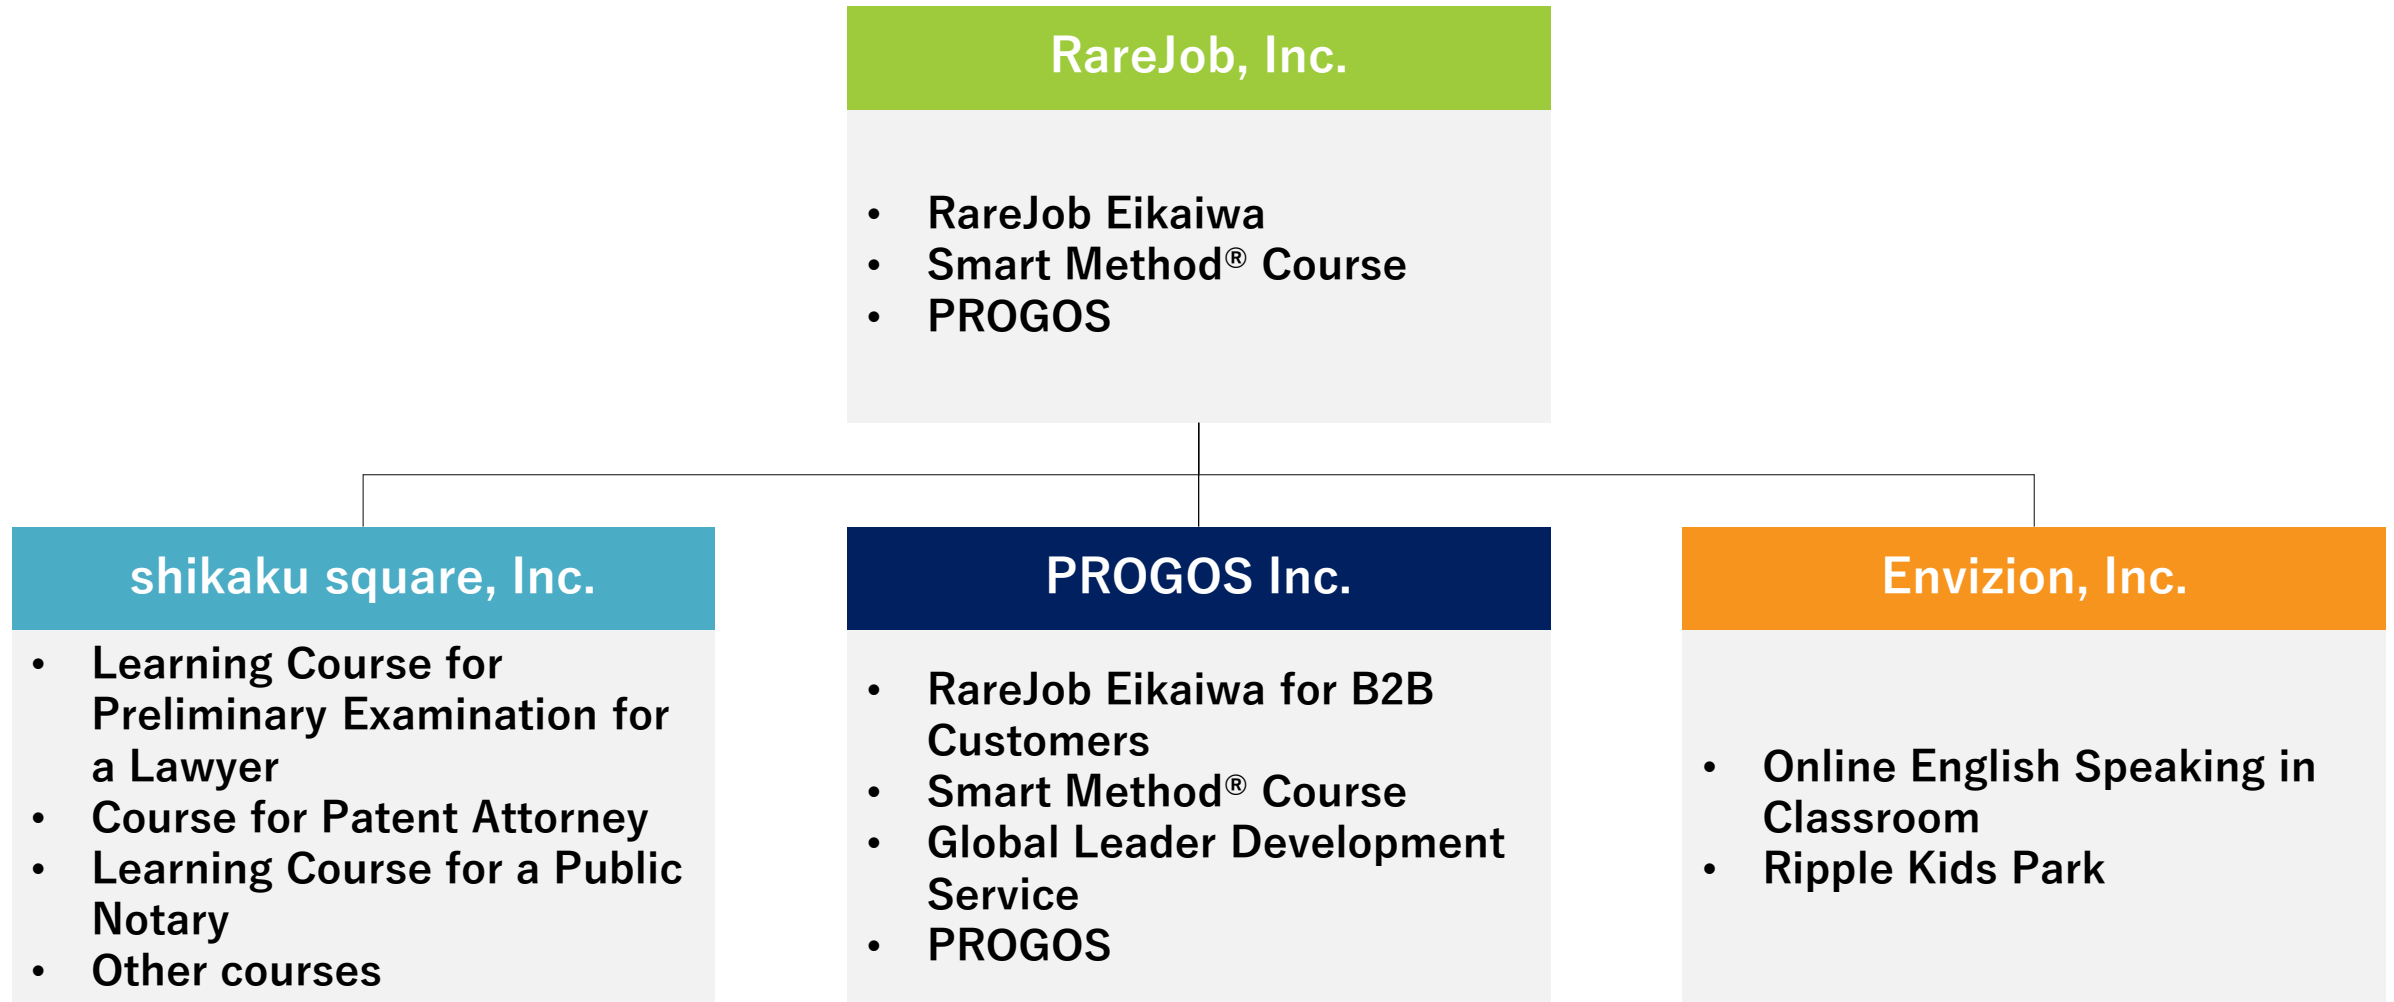 RareJob, Inc.
• RareJob Eikaiwa
• Smart Method® Course
• PROGOS
shikaku square, Inc.
• Learning Course for
Preliminary Examination for
a Lawyer
• Course for Patent Attorney
• Learning Course for a Public
Notary
• Other courses
PROGOS Inc.
• RareJob Eikaiwa for B2B
Customers
• Smart Method® Course
• Global Leader Development
Service
• PROGOS
Envizion, Inc.
• Online English Speaking in
Classroom
• Ripple Kids Park